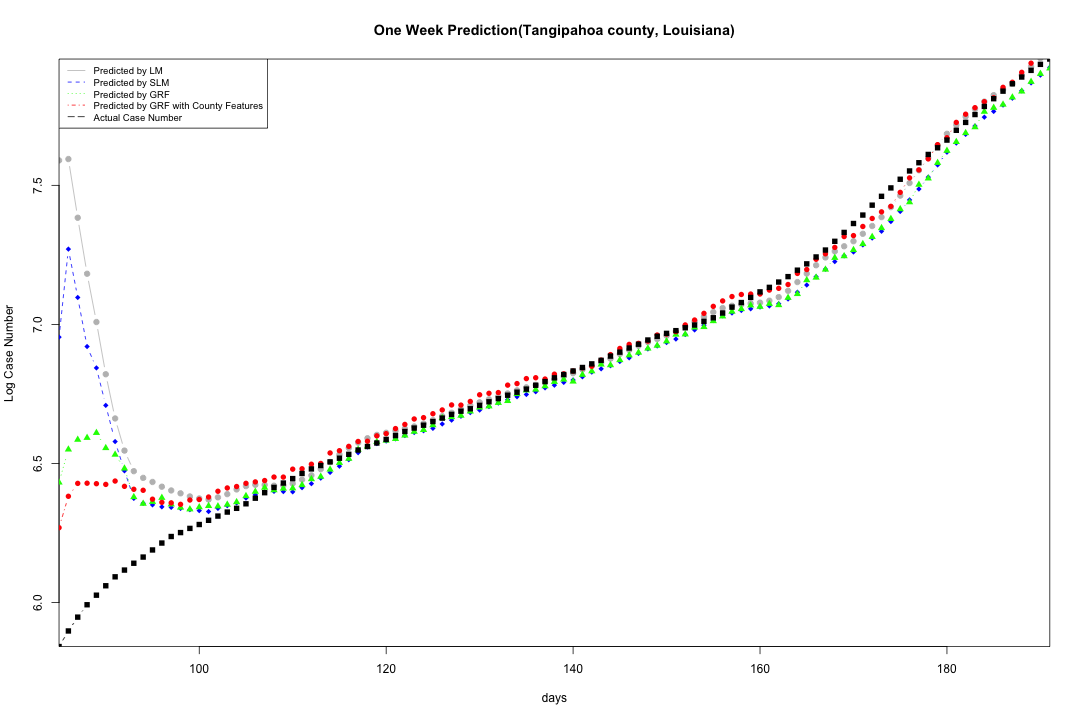 One Week Prediction(Tangipahoa county, Louisiana)
Predicted by LM
Predicted by SLM
Predicted by GRF
Predicted by GRF with County Features
Actual Case Number
Log Case Number
7.5
7.0
6.5
6.0
100 120 140 160 180
days